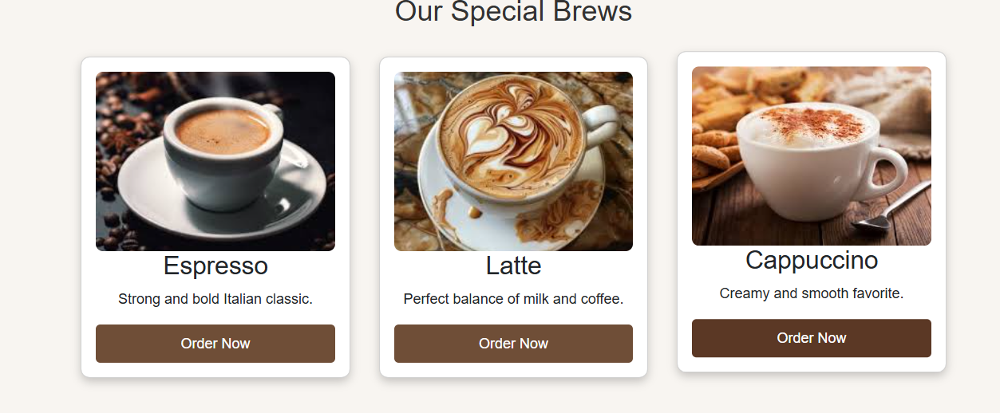 Our Special Brews
Espresso
Strong and bold Italian classic.
Order Now
Latte
Perfect balance of milk and coffee.
Order Now
Cappuccino
Creamy and smooth favorite.
Order Now